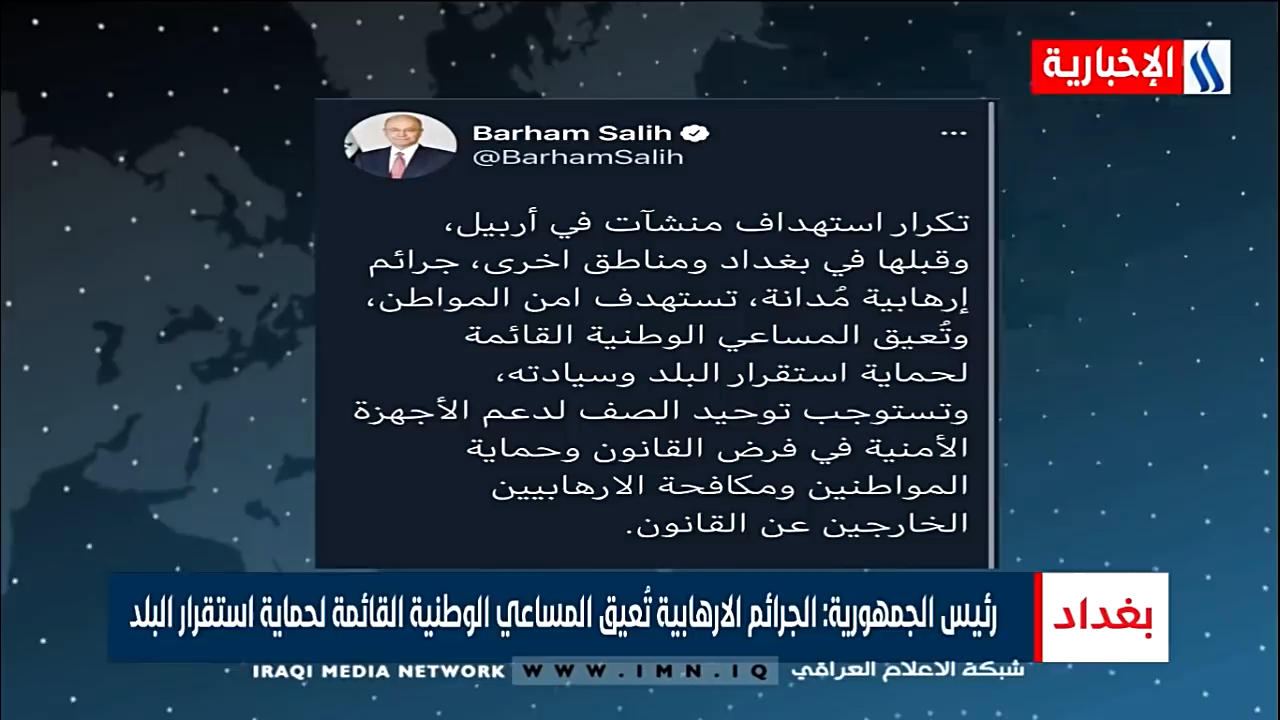 الإخبارية
Barham Salih
@BarhamSalih
تكرار استهداف منشآت في أربيل،
وقبلها في بغداد ومناطق اخرى، جرائم
إرهابية مُدانة، تستهدف امن المواطن،
وتُعيق المساعي الوطنية القائمة
لحماية استقرار البلد وسيادته،
وتستوجب توحيد الصف لدعم الأجهزة
الأمنية في فرض القانون وحماية
المواطنين ومكافحة الارهابيين
الخارجين عن القانون.
بغداد
رئيس الجمهورية: الجرائم الارهابية تُعيق المساعي الوطنية القائمة لحماية استقرار البلد
IRAQI MEDIA NETWORK WWW.IMN.IQ شبكة الاعلام العراقي